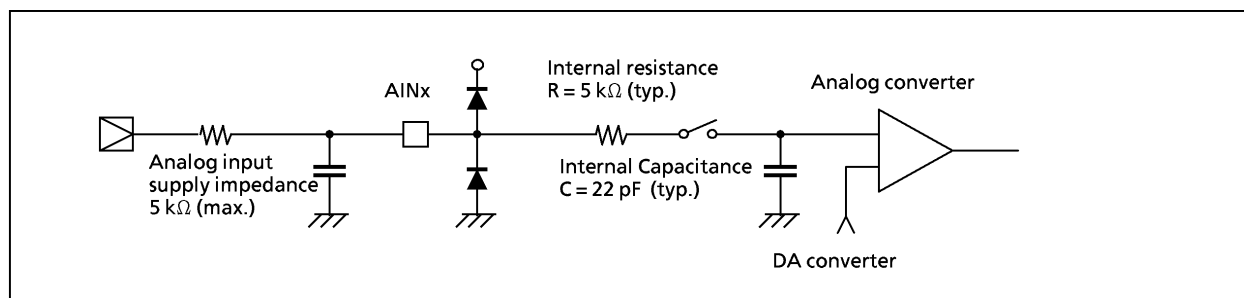 AINx
Internal resistance
R = 5 kΩ (typ.)
Analog converter
Analog input
supply impedance
5 kΩ (max.)
Internal Capacitance
C = 22 pF (typ.)
DA converter